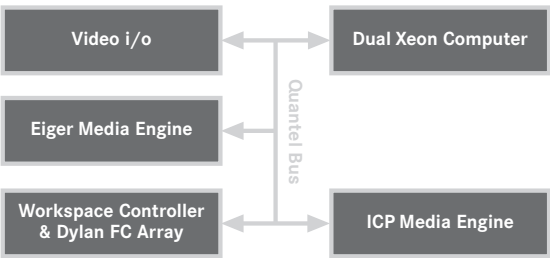 Video i/o
Dual Xeon Computer
Quantel Bus
Eiger Media Engine
Workspace Controller
& Dylan FC Array
ICP Media Engine